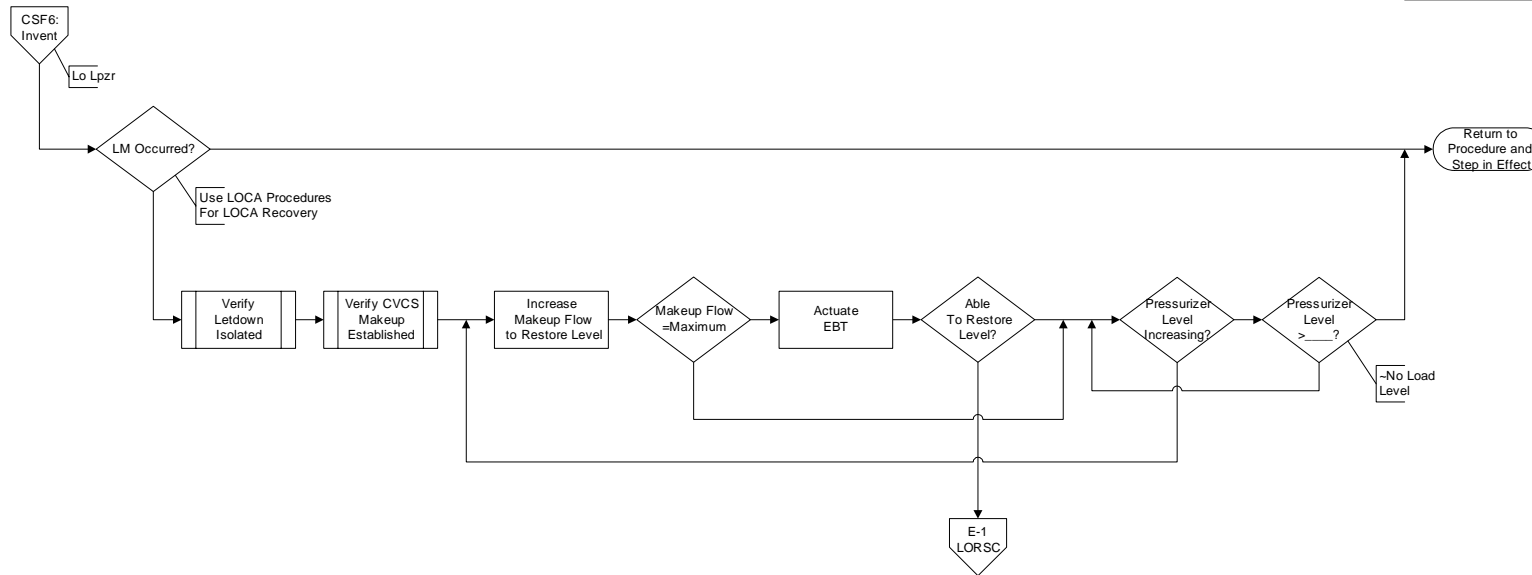 CSF6:
Invent
Lo Lpzr
LM Occurred?
Use LOCA Procedures
For LOCA Recovery
Return to
Procedure and
Step in Effect
Verify
Letdown
Isolated
Verify CVCS
Makeup
Established
Increase
Makeup Flow
to Restore Level
Makeup Flow
=Maximum
Actuate
EBT
Able
To Restore
Level?
Pressurizer
Level
Increasing?
Pressurizer
Level
>____?
~No Load
Level
E-1
LORSC